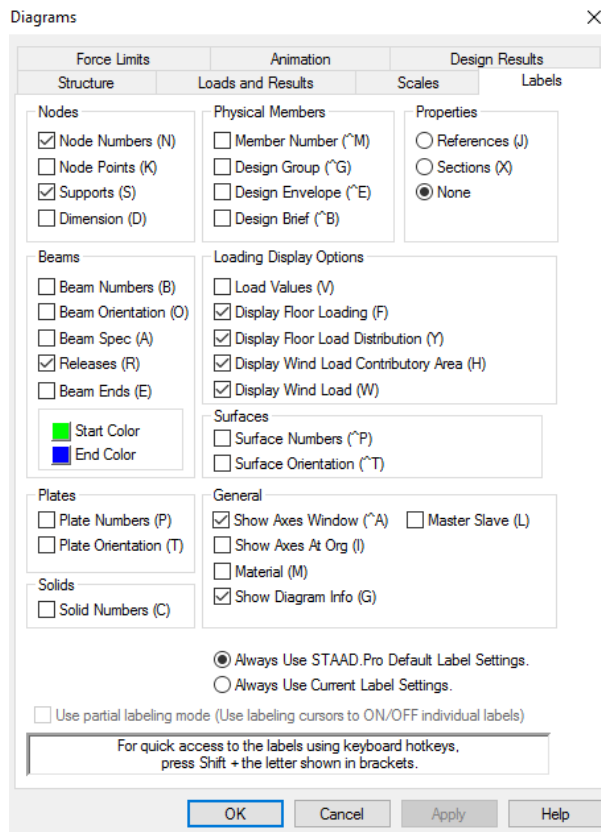 Diagrams
Force Limits
Animation
Design Results
Structure
Loads and Results
Scales
Labels
Nodes
Node Numbers (N)
Node Points (K)
Supports (S)
Dimension (D)
Physical Members
Member Number (^M)
Design Group (^G)
Design Envelope (^E)
Design Brief (^B)
Properties
References (J)
Sections (X)
None
Beams
Beam Numbers (B)
Beam Orientation (O)
Beam Spec (A)
Releases (R)
Beam Ends (E)
Start Color
End Color
Loading Display Options
Load Values (V)
Display Floor Loading (F)
Display Floor Load Distribution (Y)
Display Wind Load Contributory Area (H)
Display Wind Load (W)
Surfaces
Surface Numbers (^P)
Surface Orientation (^T)
Plates
Plate Numbers (P)
Plate Orientation (T)
Solids
Solid Numbers (C)
General
Show Axes Window (^A)
Master Slave (L)
Show Axes At Org (I)
Material (M)
Show Diagram Info (G)
Always Use STAAD.Pro Default Label Settings.
Always Use Current Label Settings.
Use partial labeling mode (Use labeling cursors to ON/OFF individual labels)
For quick access to the labels using keyboard hotkeys,
press Shift + the letter shown in brackets.
OK
Cancel
Apply
Help